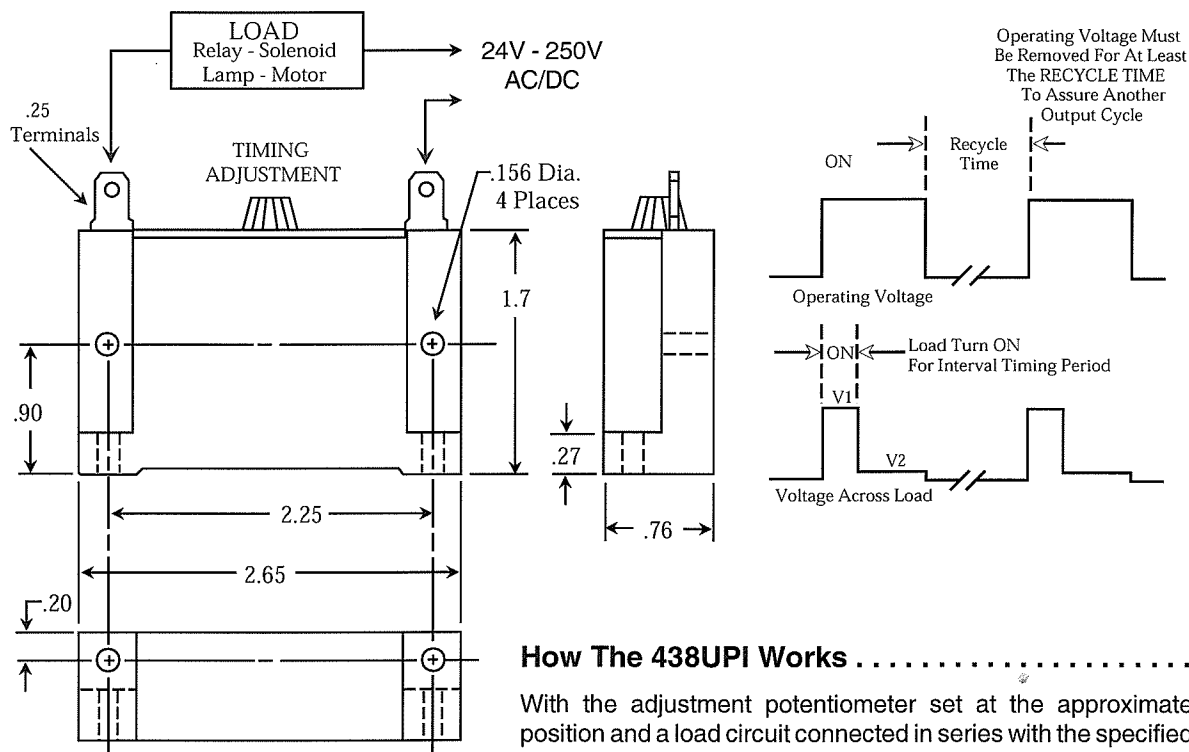 LOAD
Relay - Solenoid
Lamp - Motor
24V - 250V
AC/DC
.25
Terminals
TIMING
ADJUSTMENT
.156 Dia.
4 Places
1.7
.90
.27
2.25
.76
2.65
.20
Operating Voltage Must
Be Removed For At Least
The RECYCLE TIME
To Assure Another
Output Cycle
ON
Recycle
Time
Operating Voltage
ON
Load Turn ON
For Interval Timing Period
V1
V2
Voltage Across Load
How The 438UPI Works . . . . . . . . . . . . . . . . . . . . . .
With the adjustment potentiometer set at the approximate
position and a load circuit connected in series with the specified